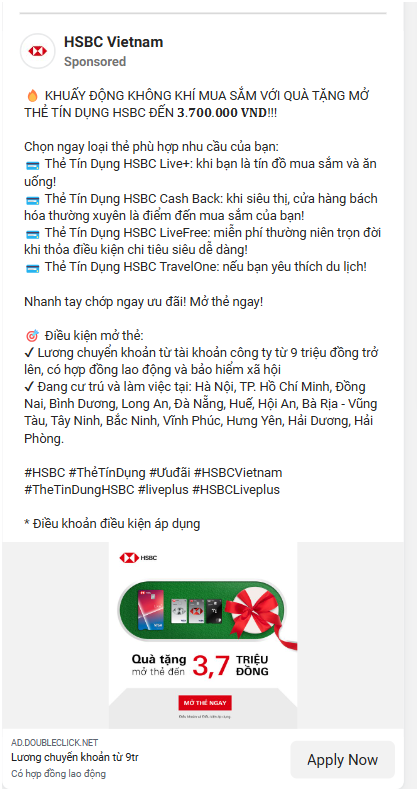 HSBC Vietnam
Sponsored
🔥 KHUẤY ĐỘNG KHÔNG KHÍ MUA SẮM VỚI QUÀ TẶNG MỞ
THẺ TÍN DỤNG HSBC ĐẾN 𝟑.𝟕𝟎𝟎.𝟎𝟎𝟎 𝐕𝐍𝐃!!!
Chọn ngay loại thẻ phù hợp nhu cầu của bạn:
💳 Thẻ Tín Dụng HSBC Live+: khi bạn là tín đồ mua sắm và ăn
uống!
💳 Thẻ Tín Dụng HSBC Cash Back: khi siêu thị, cửa hàng bách
hóa thường xuyên là điểm đến mua sắm của bạn!
💳 Thẻ Tín Dụng HSBC LiveFree: miễn phí thường niên trọn đời
khi thỏa điều kiện chi tiêu siêu dễ dàng!
💳 Thẻ Tín Dụng HSBC TravelOne: nếu bạn yêu thích du lịch!
Nhanh tay chớp ngay ưu đãi! Mở thẻ ngay!
🎯 Điều kiện mở thẻ:
✔ Lương chuyển khoản từ tài khoản công ty từ 9 triệu đồng trở
lên, có hợp đồng lao động và bảo hiểm xã hội
✔ Đang cư trú và làm việc tại: Hà Nội, TP. Hồ Chí Minh, Đồng
Nai, Bình Dương, Long An, Đà Nẵng, Huế, Hội An, Bà Rịa - Vũng
Tàu, Tây Ninh, Bắc Ninh, Vĩnh Phúc, Hưng Yên, Hải Dương, Hải
Phòng.
#HSBC #ThẻTínDụng #Ưuđãi #HSBCVietnam
#TheTinDungHSBC #liveplus #HSBCLiveplus
* Điều khoản điều kiện áp dụng
HSBC
Quà tặng
mở thẻ đến
3,7
TRIỆU
ĐỒNG
MỞ THẺ NGAY
AD.DOUBLECLICK.NET
Lương chuyển khoản từ 9tr
Có hợp đồng lao động
Apply Now